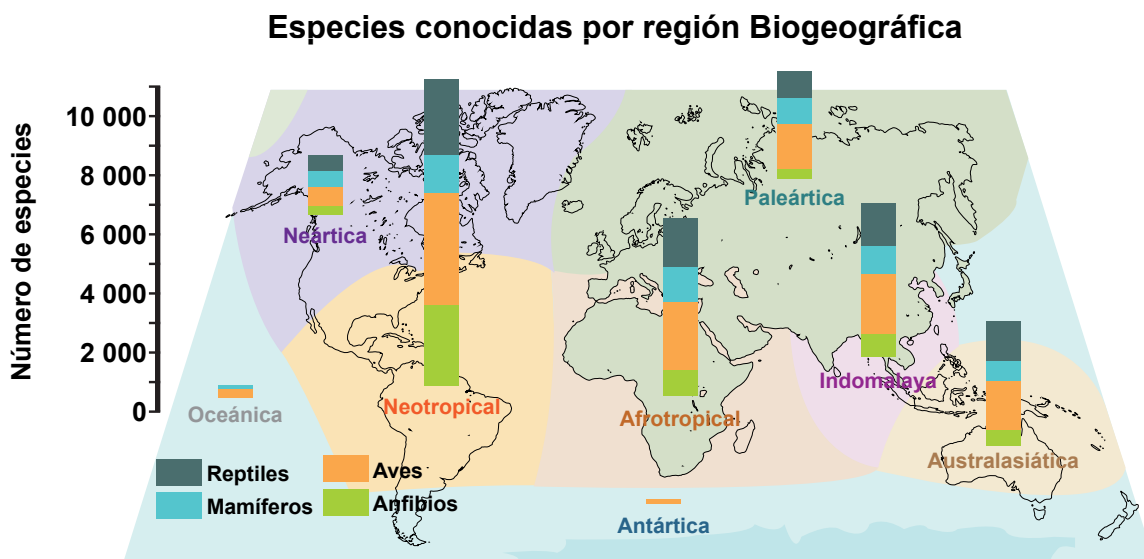 Especies conocidas por región Biogeográfica
Número de especies
10 000
8 000
6 000
4 000
2 000
0
Neártica
Paleártica
Oceánica
Neotropical
Afrotropical
Indomalaya
Australasiática
Antártica
Reptiles
Aves
Mamíferos
Anfibios